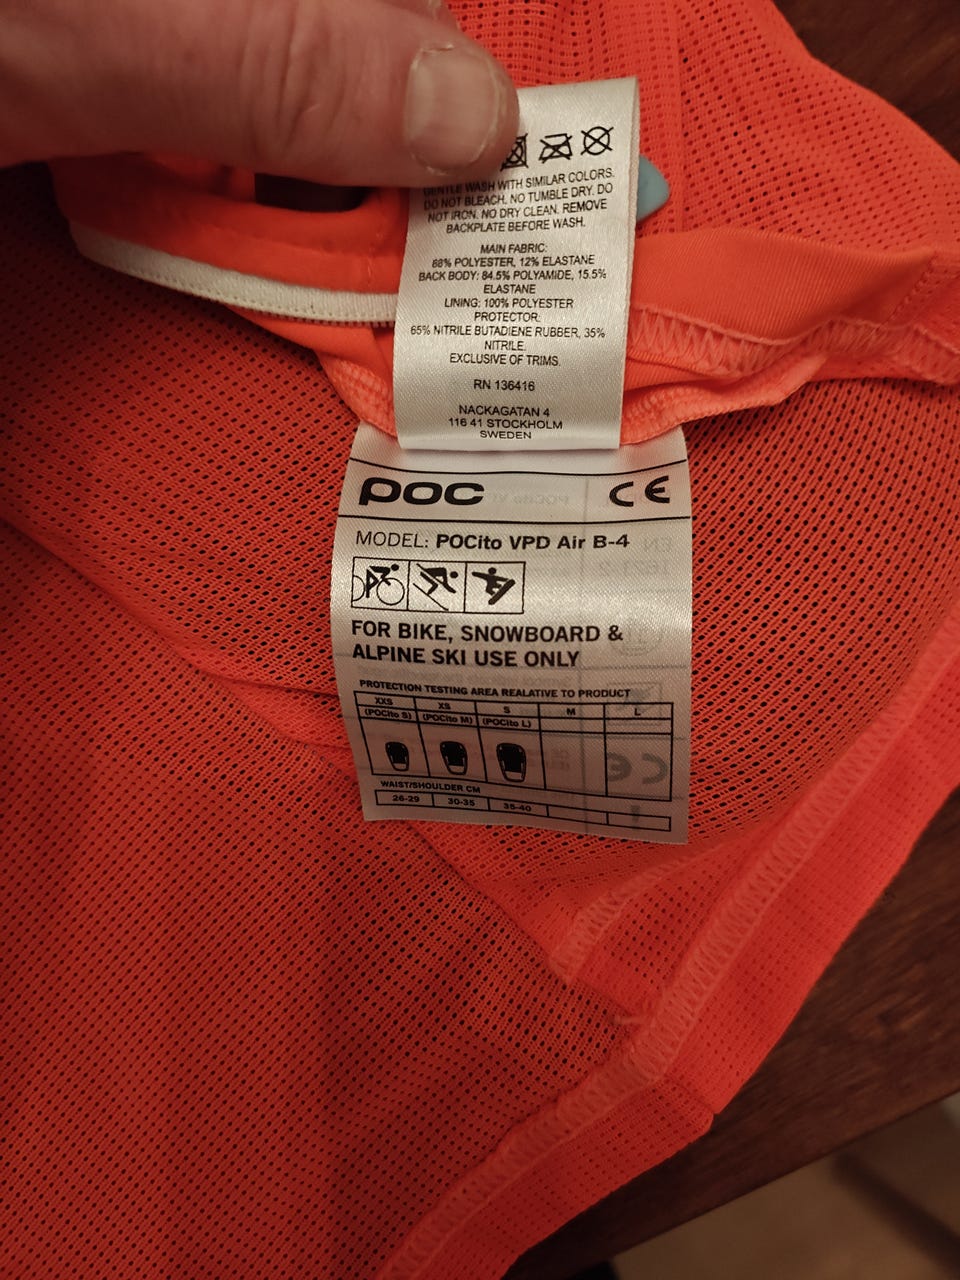 GENTLE WASH WITH SIMILAR COLORS.
DO NOT BLEACH. NO TUMBLE DRY. DO
NOT IRON. NO DRY CLEAN. REMOVE
BACKPLATE BEFORE WASH.
MAIN FABRIC:
88% POLYESTER, 12% ELASTANE
BACK BODY: 84.5% POLYAMIDE, 15.5%
ELASTANE
LINING: 100% POLYESTER
PROTECTOR:
65% NITRILE BUTADIENE RUBBER, 35%
NITRILE.
EXCLUSIVE OF TRIMS.
RN 136416
NACKAGATAN 4
116 41 STOCKHOLM
SWEDEN
POC CE
MODEL: POCito VPD Air B-4
FOR BIKE, SNOWBOARD &
ALPINE SKI USE ONLY
PROTECTION TESTING AREA REALATIVE TO PRODUCT
XXS XS S M L
(POCito S) (POCito M) (POCito L)
WAIST/SHOULDER CM
26-29 30-35 35-40